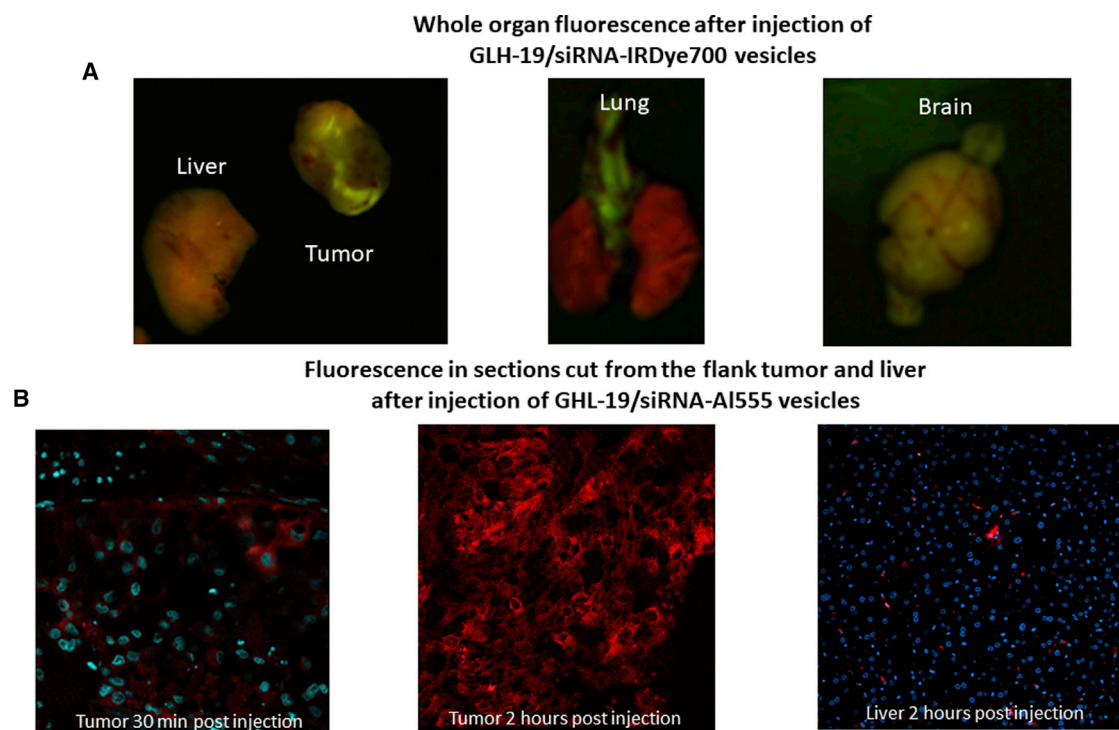 Whole organ fluorescence after injection of
GLH-19/siRNA-IRDye700 vesicles
A
Liver
Tumor
Lung
Brain
Fluorescence in sections cut from the flank tumor and liver
after injection of GHL-19/siRNA-Al555 vesicles
B
Tumor 30 min post injection
Tumor 2 hours post injection
Liver 2 hours post injection